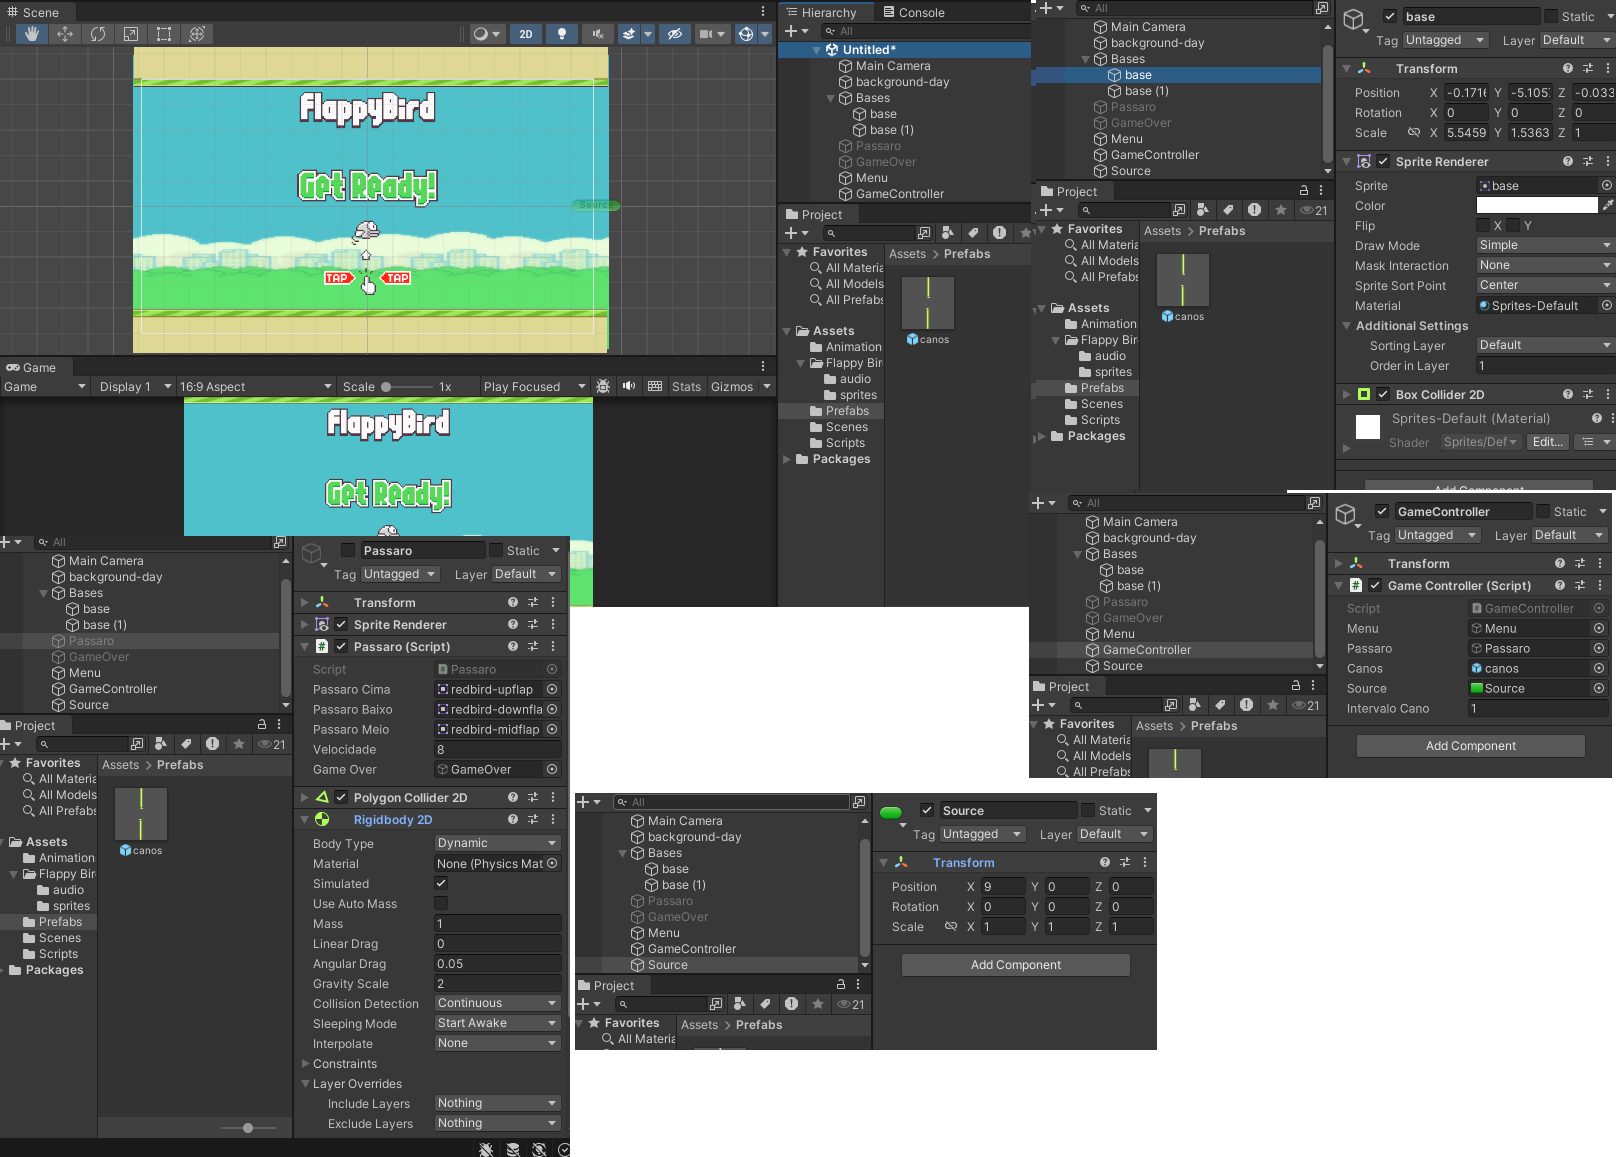 Scene
2D
FlappyBird
Get Ready!
Source
TAP TAP
Game
Game Display 1 16:9 Aspect Scale 1x Play Focused Stats Gizmos
FlappyBird
Get Ready!
Hierarchy Console
All
Untitled*
Main Camera
background-day
Bases
base
base (1)
Passaro
GameOver
Menu
GameController
Project
Favorites
All Materia
All Models
All Prefabs
Assets
Animation
Flappy Bir
audio
sprites
Prefabs
Scenes
Scripts
Packages
Assets > Prefabs
canos
All
Main Camera
background-day
Bases
base
base (1)
Passaro
GameOver
Menu
GameController
Source
Project
21
Favorites
All Materia
All Models
All Prefabs
Assets
Animation
Flappy Bir
audio
sprites
Prefabs
Scenes
Scripts
Packages
Assets > Prefabs
canos
base Static
Tag Untagged Layer Default
Transform
Position X -0.1716 Y -5.105 Z -0.033
Rotation X 0 Y 0 Z 0
Scale X 5.5459 Y 1.5363 Z 1
Sprite Renderer
Sprite base
Color
Flip X Y
Draw Mode Simple
Mask Interaction None
Sprite Sort Point Center
Material Sprites-Default
Additional Settings
Sorting Layer Default
Order in Layer 1
Box Collider 2D
Sprites-Default (Material)
Shader Sprites/Def Edit...
Add Component
All
Main Camera
background-day
Bases
base
base (1)
Passaro
GameOver
Menu
GameController
Source
Project
21
Favorites
All Materia
All Models
All Prefabs
Assets > Prefabs
GameController Static
Tag Untagged Layer Default
Transform
Game Controller (Script)
Script GameController
Menu Menu
Passaro Passaro
Canos canos
Source Source
Intervalo Cano 1
Add Component
All
Main Camera
background-day
Bases
base
base (1)
Passaro
GameOver
Menu
GameController
Source
Project
21
Favorites
All Materia
All Models
All Prefabs
Assets
Animation
Flappy Bir
audio
sprites
Prefabs
Scenes
Scripts
Packages
Assets > Prefabs
canos
Passaro Static
Tag Untagged Layer Default
Transform
Sprite Renderer
Passaro (Script)
Script Passaro
Passaro Cima redbird-upflap
Passaro Baixo redbird-downfla
Passaro Meio redbird-midflap
Velocidade 8
Game Over GameOver
Polygon Collider 2D
Rigidbody 2D
Body Type Dynamic
Material None (Physics Mat
Simulated
Use Auto Mass
Mass 1
Linear Drag 0
Angular Drag 0.05
Gravity Scale 2
Collision Detection Continuous
Sleeping Mode Start Awake
Interpolate None
Constraints
Layer Overrides
Include Layers Nothing
Exclude Layers Nothing
All
Main Camera
background-day
Bases
base
base (1)
Passaro
GameOver
Menu
GameController
Source
Project
21
Favorites
All Materia
Assets > Prefabs
Source Static
Tag Untagged Layer Default
Transform
Position X 9 Y 0 Z 0
Rotation X 0 Y 0 Z 0
Scale X 1 Y 1 Z 1
Add Component